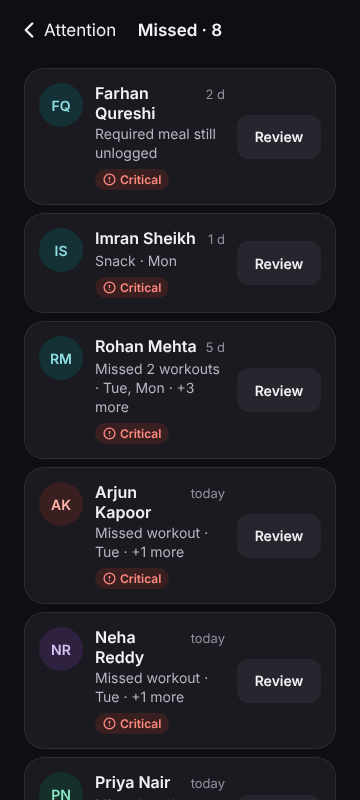 Attention Missed · 8
FQ
Farhan
Qureshi
2 d
Required meal still
unlogged
Critical
Review
IS
Imran Sheikh 1 d
Snack · Mon
Critical
Review
RM
Rohan Mehta 5 d
Missed 2 workouts
· Tue, Mon · +3
more
Critical
Review
AK
Arjun
Kapoor
today
Missed workout ·
Tue · +1 more
Critical
Review
NR
Neha
Reddy
today
Missed workout ·
Tue · +1 more
Critical
Review
PN
Priya Nair today